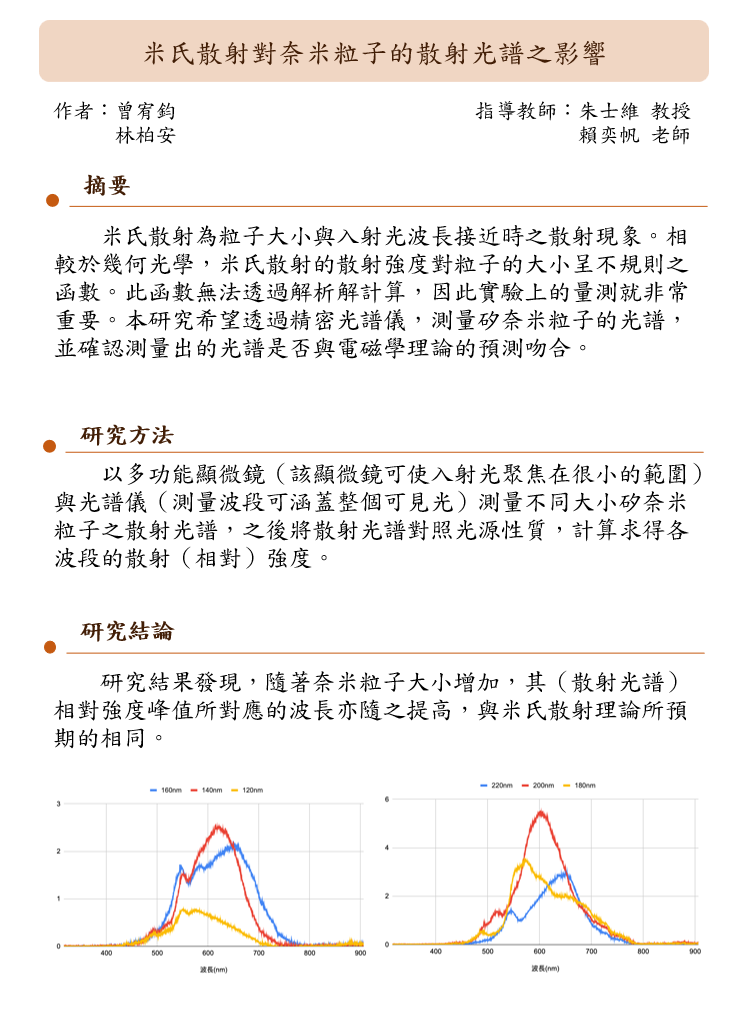 米氏散射對奈米粒子的散射光譜之影響
作者：曾宥鈞 指導教師：朱士維 教授
林柏安 賴奕帆 老師
摘要
米氏散射為粒子大小與入射光波長接近時之散射現象。相
較於幾何光學，米氏散射的散射強度對粒子的大小呈不規則之
函數。此函數無法透過解析解計算，因此實驗上的量測就非常
重要。本研究希望透過精密光譜儀，測量矽奈米粒子的光譜，
並確認測量出的光譜是否與電磁學理論的預測吻合。
研究方法
以多功能顯微鏡（該顯微鏡可使入射光聚焦在很小的範圍）
與光譜儀（測量波段可涵蓋整個可見光）測量不同大小矽奈米
粒子之散射光譜，之後將散射光譜對照光源性質，計算求得各
波段的散射（相對）強度。
研究結論
研究結果發現，隨著奈米粒子大小增加，其（散射光譜）
相對強度峰值所對應的波長亦隨之提高，與米氏散射理論所預
期的相同。
160nm 140nm 120nm
3
2
1
0
400 500 600 700 800 900
波長(nm)
220nm 200nm 180nm
6
4
2
0
400 500 600 700 800 900
波長(nm)